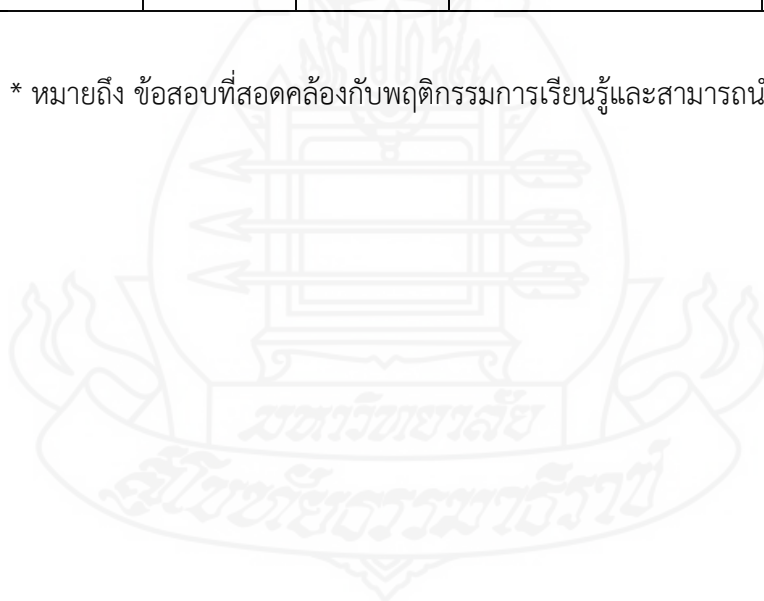 * หมายถึง ข้อสอบที่สอดคล้องกับพฤติกรรมการเรียนรู้และสามารถนำ
มหาวิทยาลัย
สุโขทัยธรรมาธิราช